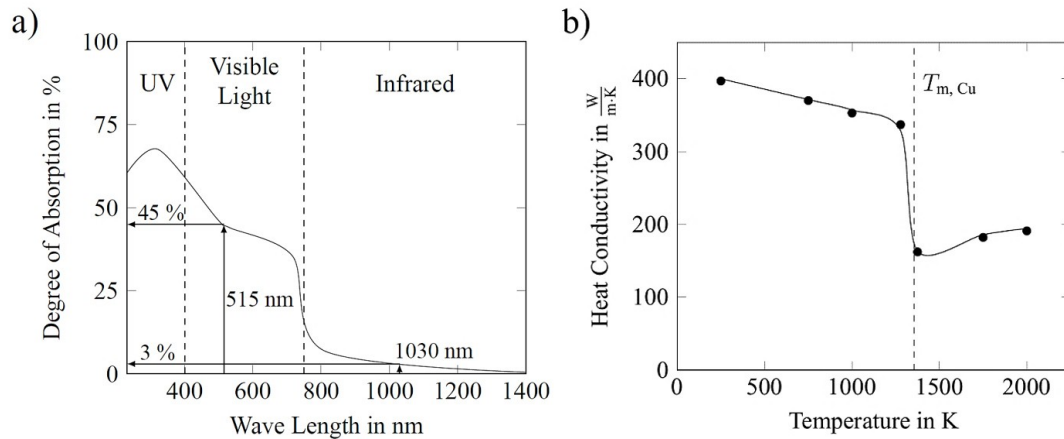 a)
100
75
50
25
0
Degree of Absorption in %
UV
Visible
Light
Infrared
45 %
515 nm
3 %
1030 nm
400
600
800
1000
1200
1400
Wave Length in nm
b)
400
300
200
100
0
Heat Conductivity in W/m·K
T m, Cu
0
500
1000
1500
2000
Temperature in K